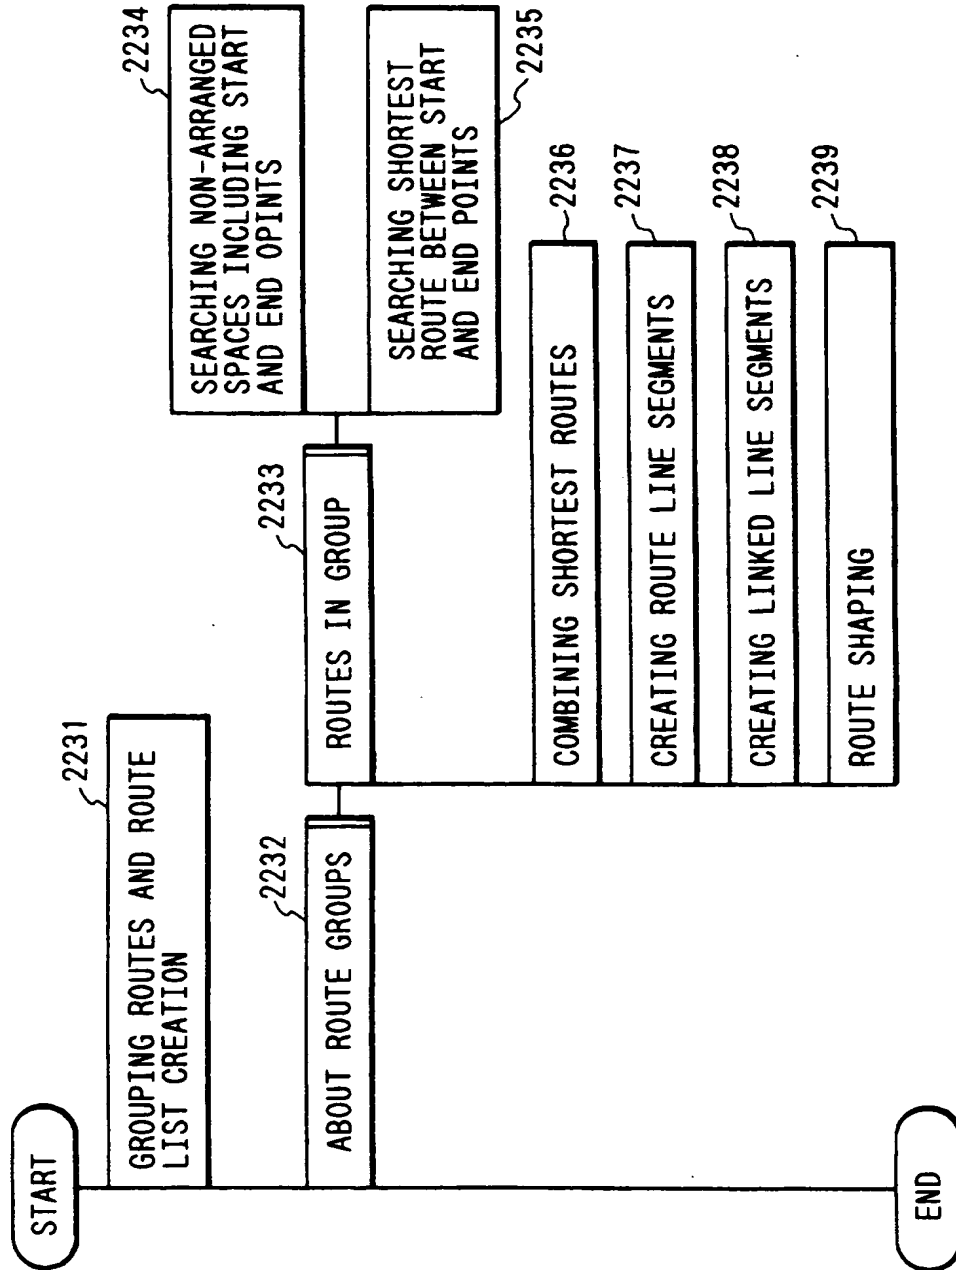 START
2231
GROUPING ROUTES AND ROUTE
LIST CREATION
2232
ABOUT ROUTE GROUPS
2233
ROUTES IN GROUP
2234
SEARCHING NON-ARRANGED
SPACES INCLUDING START
AND END OPINTS
2235
SEARCHING SHORTEST
ROUTE BETWEEN START
AND END POINTS
2236
COMBINING SHORTEST ROUTES
2237
CREATING ROUTE LINE SEGMENTS
2238
CREATING LINKED LINE SEGMENTS
2239
ROUTE SHAPING
END